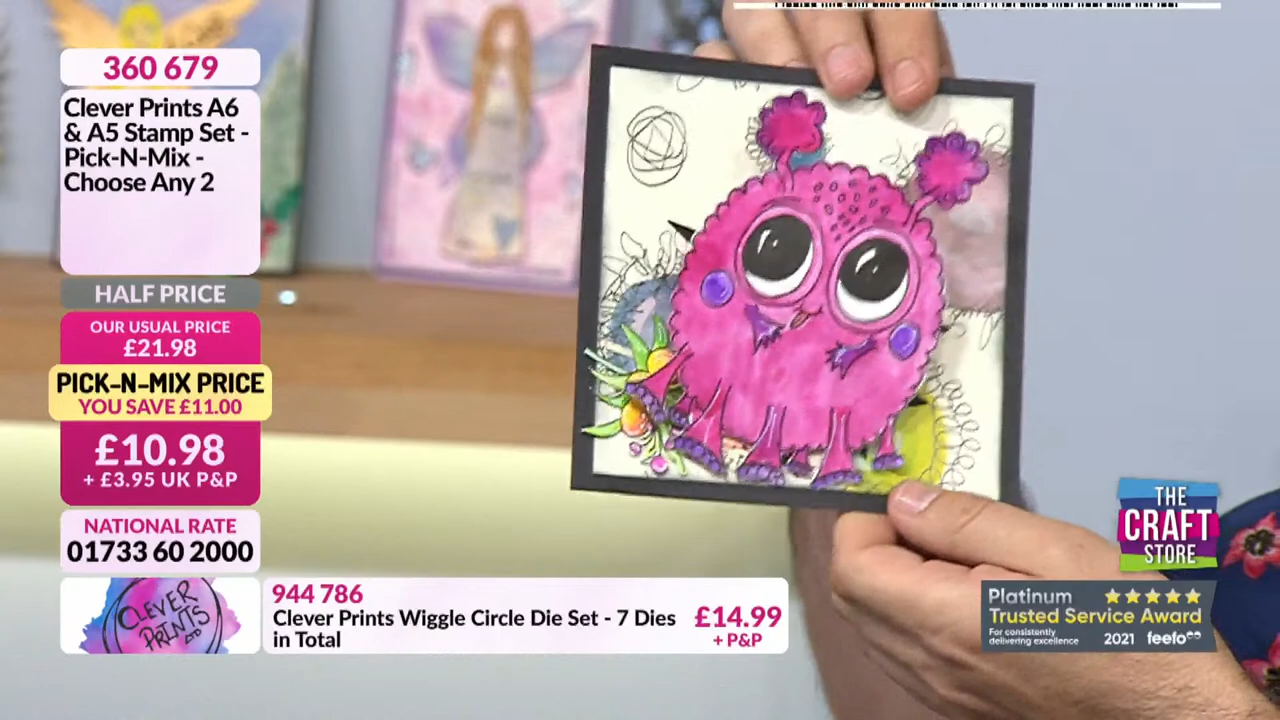 360 679
Clever Prints A6
& A5 Stamp Set -
Pick-N-Mix -
Choose Any 2
HALF PRICE
OUR USUAL PRICE
£21.98
PICK-N-MIX PRICE
YOU SAVE £11.00
£10.98
+ £3.95 UK P&P
NATIONAL RATE
01733 60 2000
CLEVER
PRINTS
944 786
Clever Prints Wiggle Circle Die Set - 7 Dies
in Total
£14.99
+ P&P
THE
CRAFT
STORE
Platinum
Trusted Service Award
For consistently
delivering excellence
2021 feefo